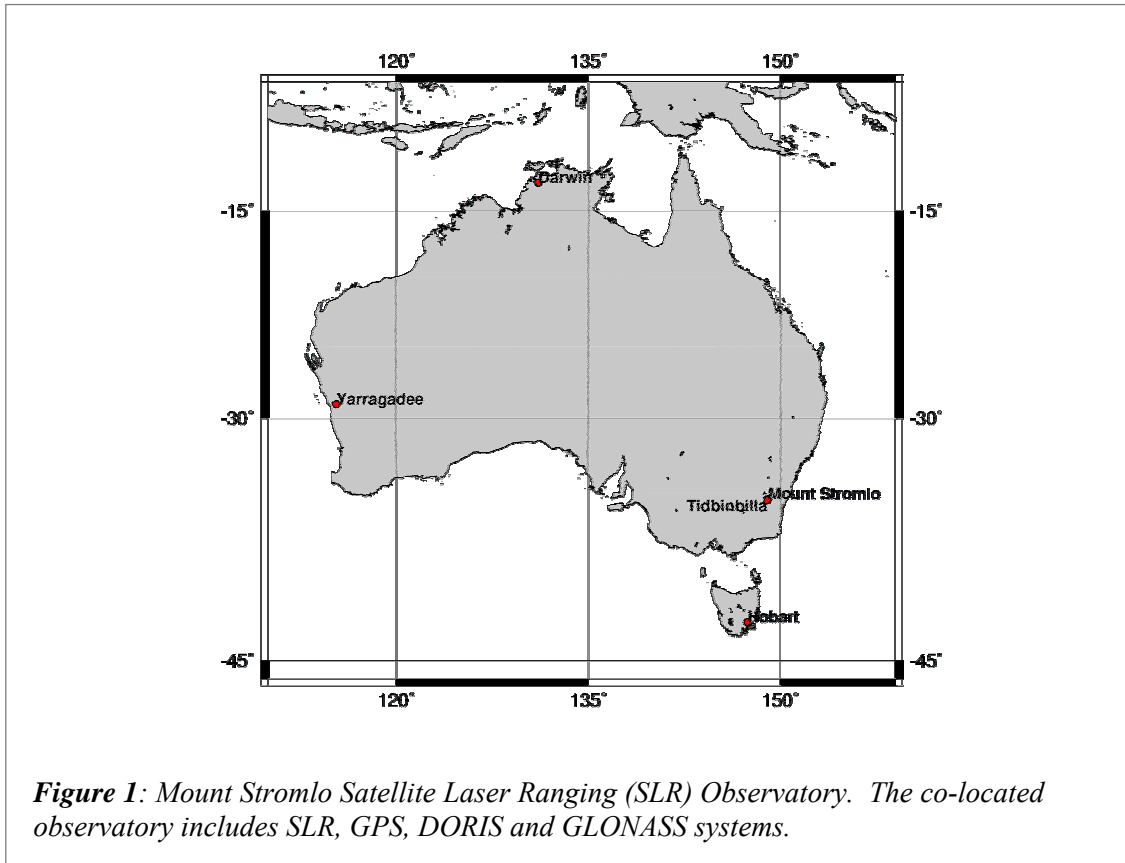 120° 135° 150°
Darwin
-15° -15°
Yarragadee
-30° -30°
Mount Stromlo
Tidbinbilla
Hobart
-45° -45°
120° 135° 150°
Figure 1: Mount Stromlo Satellite Laser Ranging (SLR) Observatory. The co-located
observatory includes SLR, GPS, DORIS and GLONASS systems.